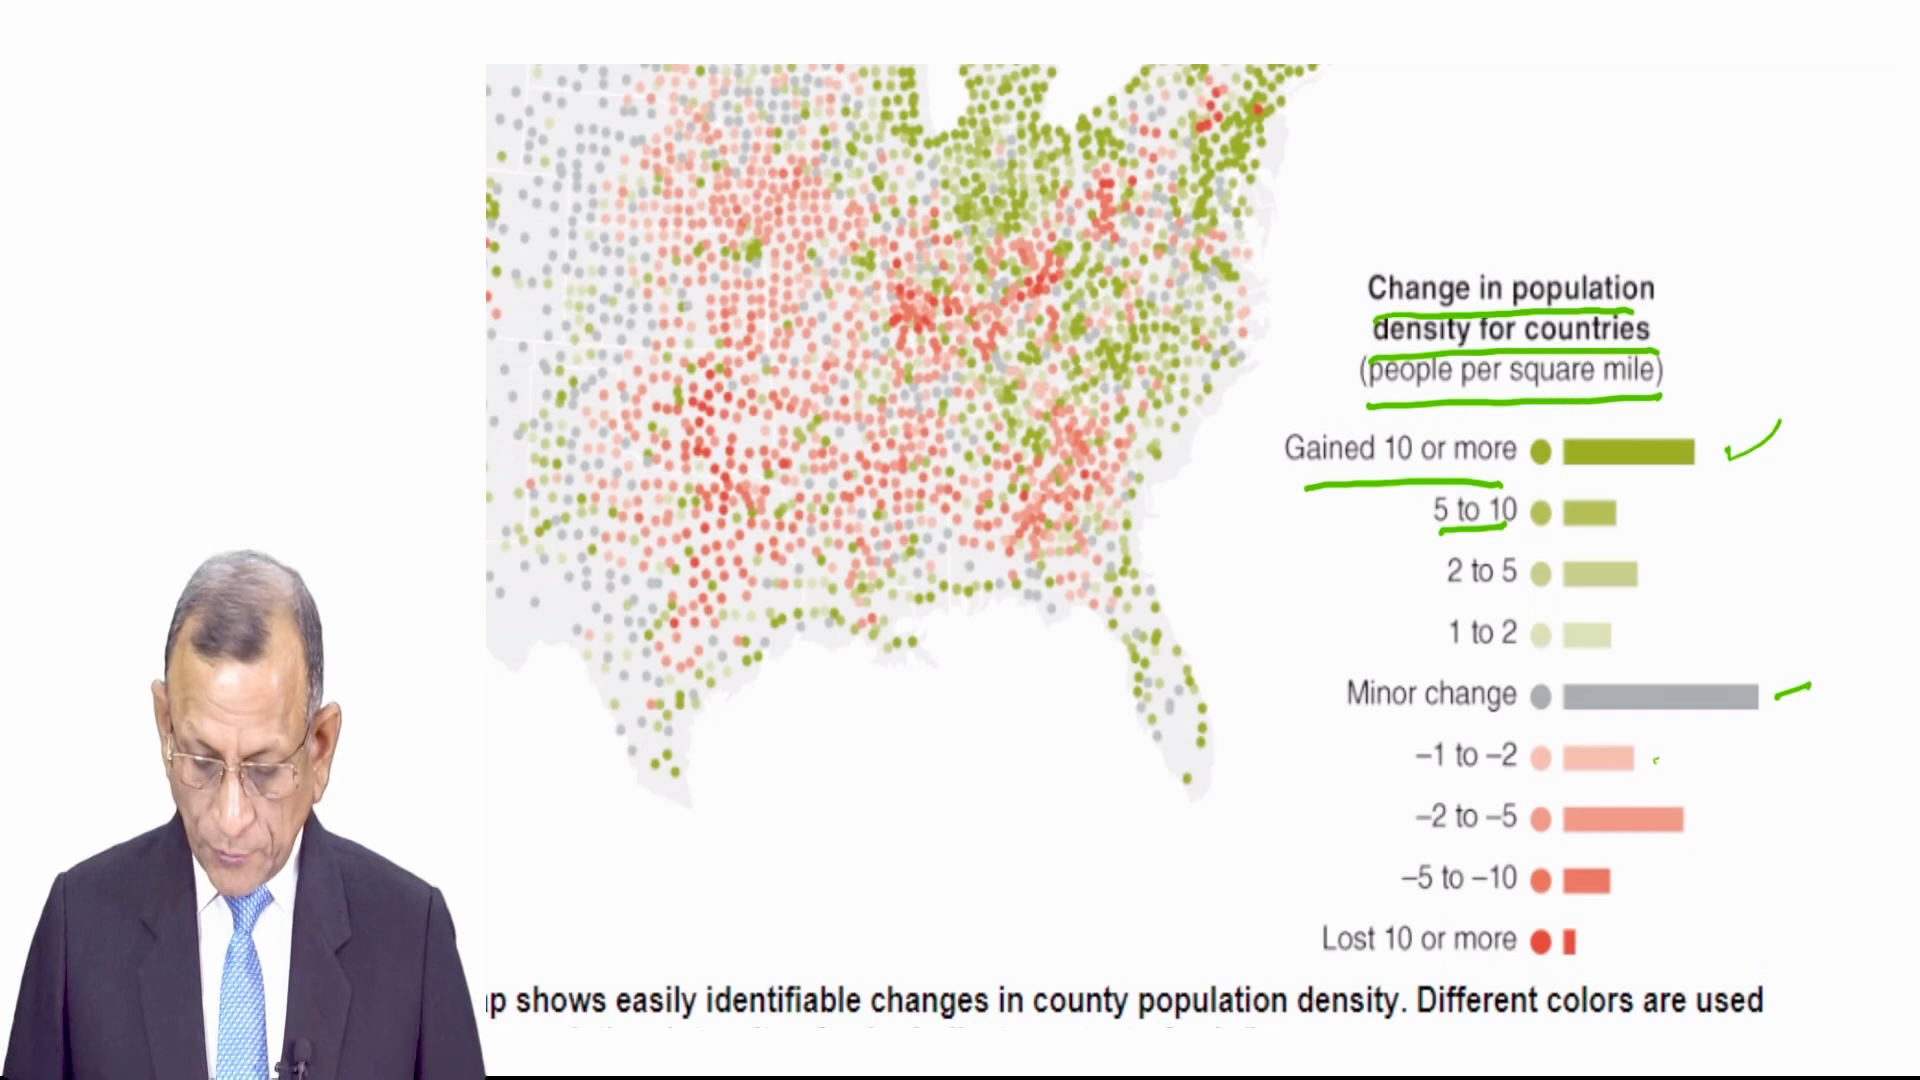 Change in population
density for countries
(people per square mile)
Gained 10 or more
5 to 10
2 to 5
1 to 2
Minor change
–1 to –2
–2 to –5
–5 to –10
Lost 10 or more
shows easily identifiable changes in county population density. Different colors are used